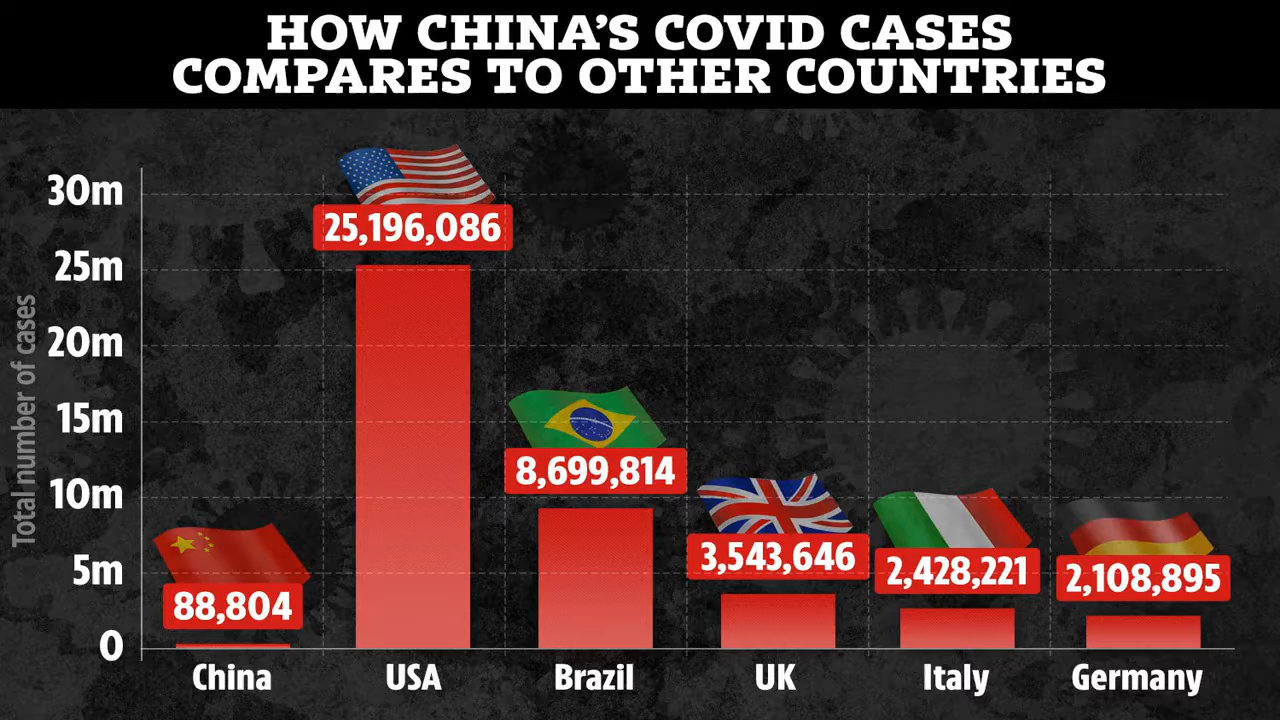 HOW CHINA'S COVID CASES
COMPARES TO OTHER COUNTRIES
Total number of cases
30m
25m
20m
15m
10m
5m
0
88,804
25,196,086
8,699,814
3,543,646
2,428,221
2,108,895
China
USA
Brazil
UK
Italy
Germany